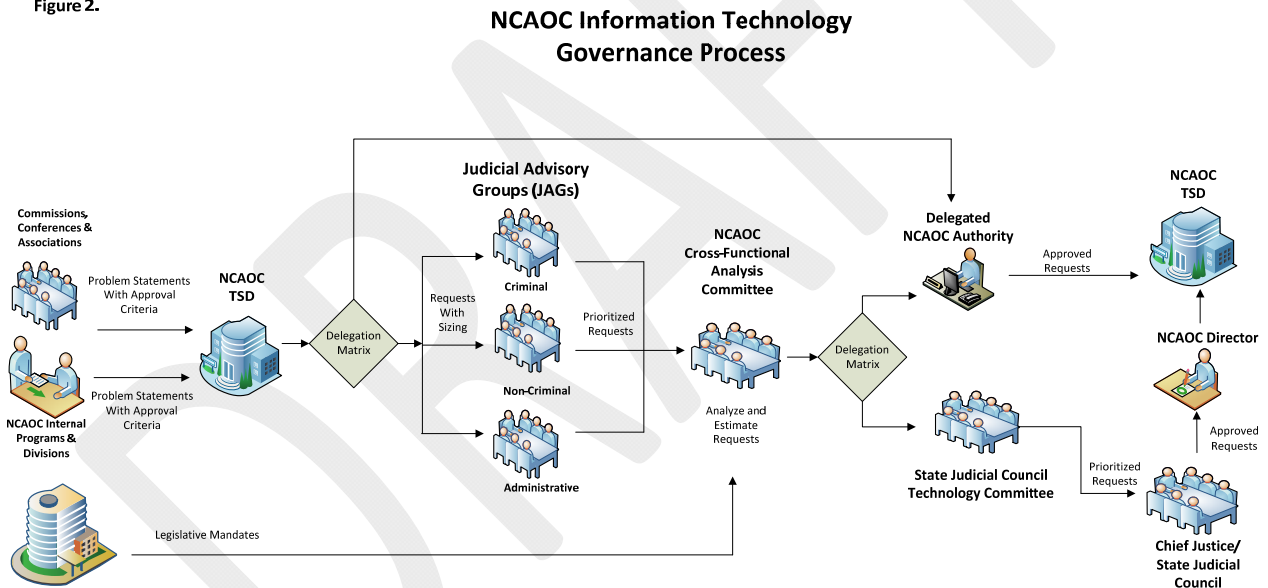 Figure 2.
NCAOC Information Technology
Governance Process
DRAFT
Commissions,
Conferences &
Associations
Problem Statements
With Approval
Criteria
NCAOC Internal
Programs &
Divisions
Problem Statements
With Approval
Criteria
NCAOC
TSD
Delegation
Matrix
Requests
With
Sizing
Judicial Advisory
Groups (JAGs)
Criminal
Non-Criminal
Administrative
Prioritized
Requests
NCAOC
Cross-Functional
Analysis
Committee
Analyze and
Estimate
Requests
Legislative Mandates
Delegation
Matrix
Delegated
NCAOC Authority
Approved
Requests
NCAOC
TSD
State Judicial Council
Technology Committee
Prioritized
Requests
NCAOC Director
Approved
Requests
Chief Justice/
State Judicial
Council